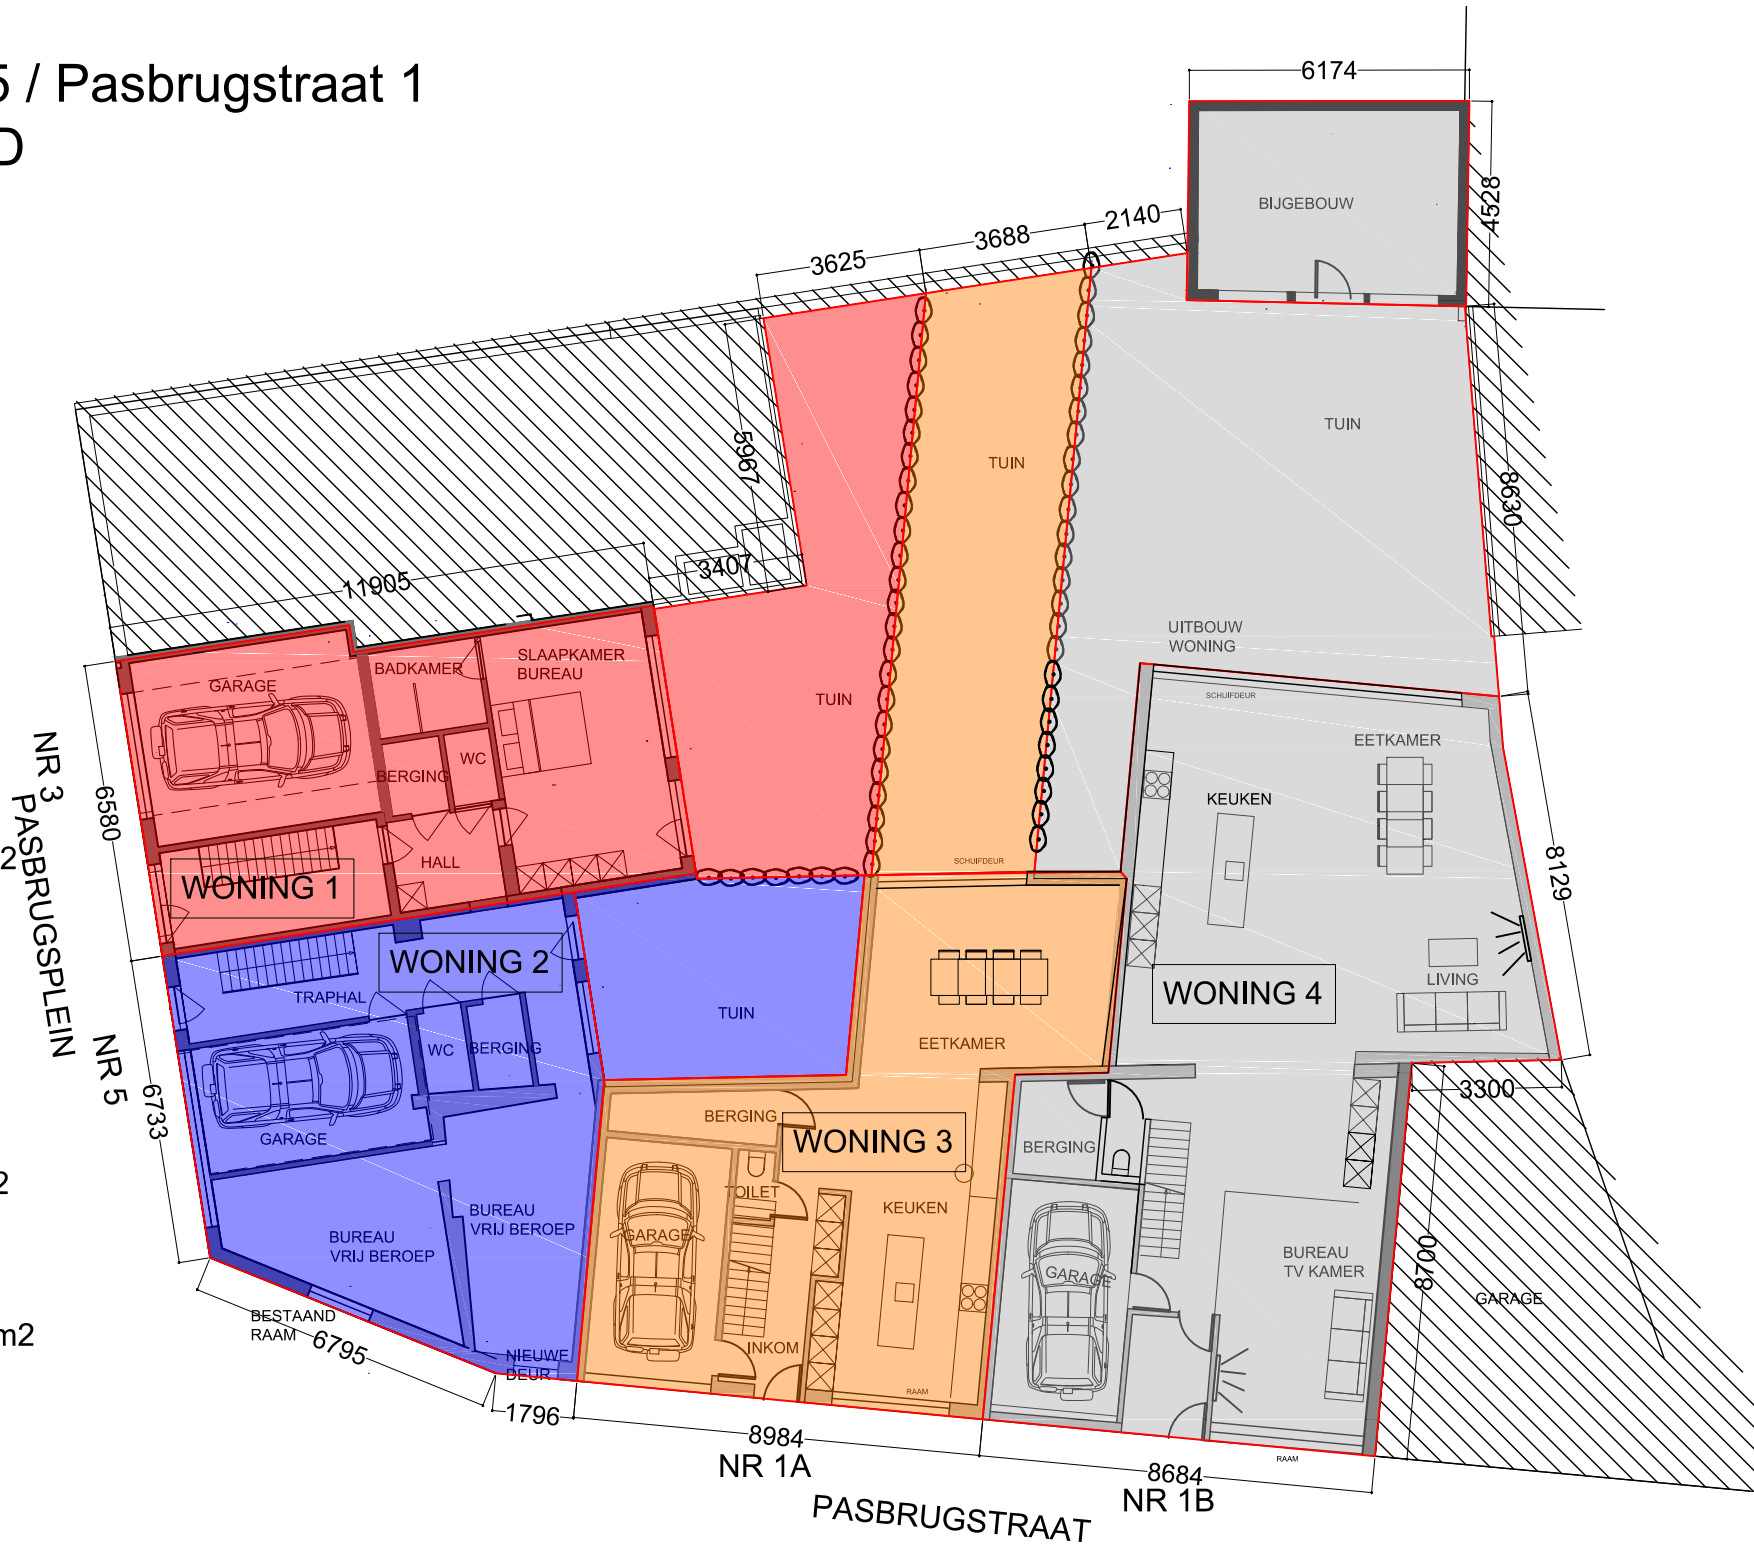 5 / Pasbrugstraat 1
D
6174
4528
BIJGEBOUW
2140
3688
3625
TUIN
TUIN
5967
8630
3407
11905
UITBOUW
WONING
BADKAMER
SLAAPKAMER
BUREAU
GARAGE
SCHUIFDEUR
TUIN
EETKAMER
WC
BERGING
KEUKEN
NR 3
6580
PASBRUGSPLEIN
2
HALL
SCHUIFDEUR
8129
WONING 1
WONING 2
TRAPHAL
TUIN
LIVING
WONING 4
EETKAMER
WC
BERGING
NR 5
6733
3300
GARAGE
BERGING
WONING 3
BERGING
2
TOILET
KEUKEN
BUREAU
VRIJ BEROEP
BUREAU
VRIJ BEROEP
GARAGE
GARAGE
BUREAU
TV KAMER
8700
GARAGE
BESTAAND
RAAM
m2
6795
NIEUWE
DEUR
INKOM
RAAM
1796
8984
NR 1A
RAAM
8684
NR 1B
PASBRUGSTRAAT